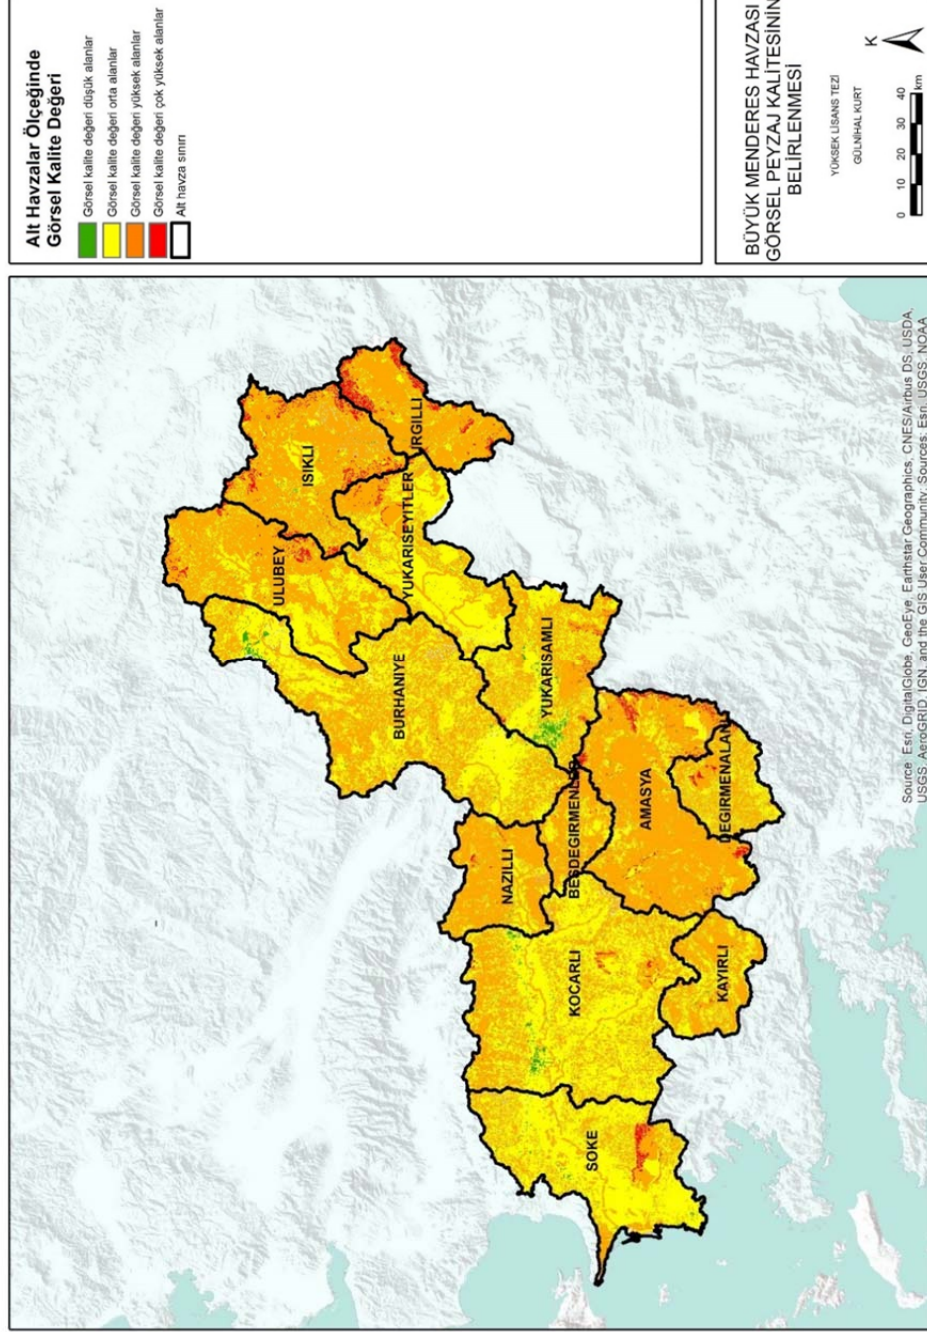 Alt Havzalar Ölçeğinde
Görsel Kalite Değeri
Görsel kalite değeri düşük alanlar
Görsel kalite değeri orta alanlar
Görsel kalite değeri yüksek alanlar
Görsel kalite değeri çok yüksek alanlar
Alt havza sınırı
BÜYÜK MENDERES HAVZASI
GÖRSEL PEYZAJ KALİTESİNİN
BELİRLENMESİ
YÜKSEK LİSANS TEZİ
GÜLNİHAL KURT
K
0 10 20 30 40
km
ISIKLI
IRGILLI
ULUBEY
YUKARISEYITLER
BURHANIYE
YUKARISAMLI
NAZILLI
BESDEGIRMENLER
AMASYA
DEGIRMENALANI
KOCARLI
KAYIRLI
SOKE
Source: Esri, DigitalGlobe, GeoEye, Earthstar Geographics, CNES/Airbus DS, USDA,
USGS, AeroGRID, IGN, and the GIS User Community, Sources: Esri, USGS, NOAA